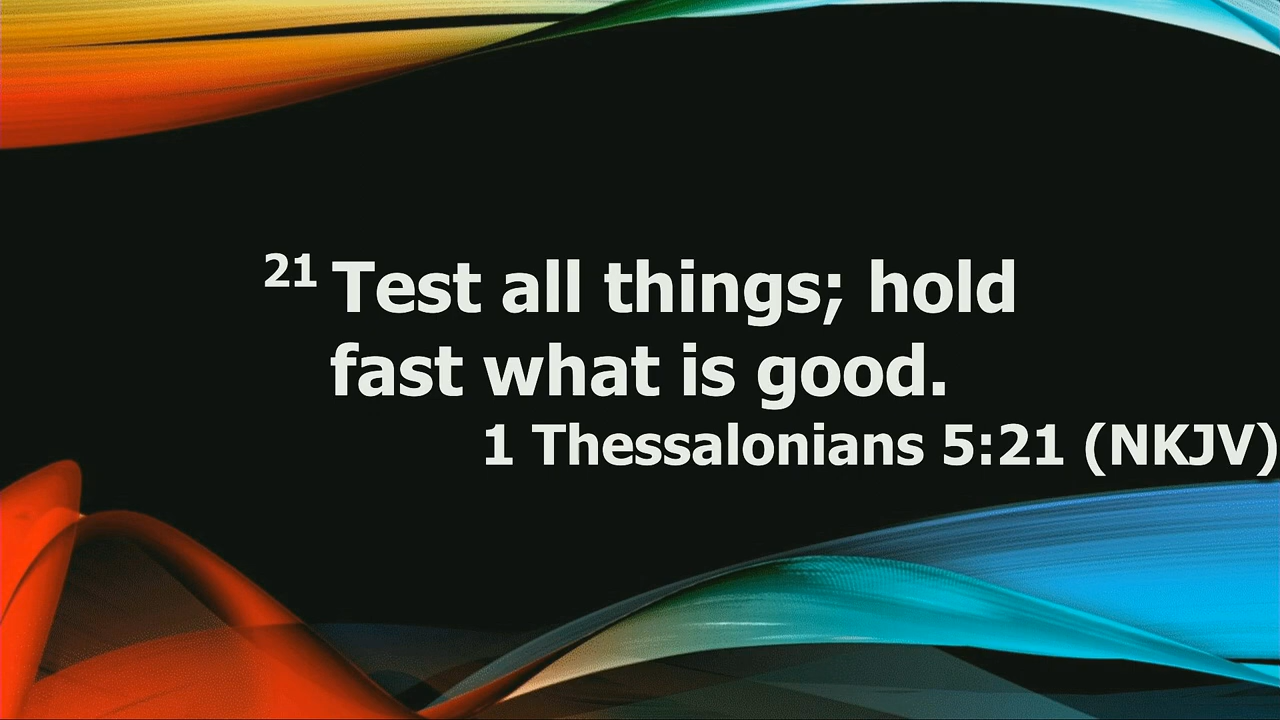 21 Test all things; hold
fast what is good.
1 Thessalonians 5:21 (NKJV)